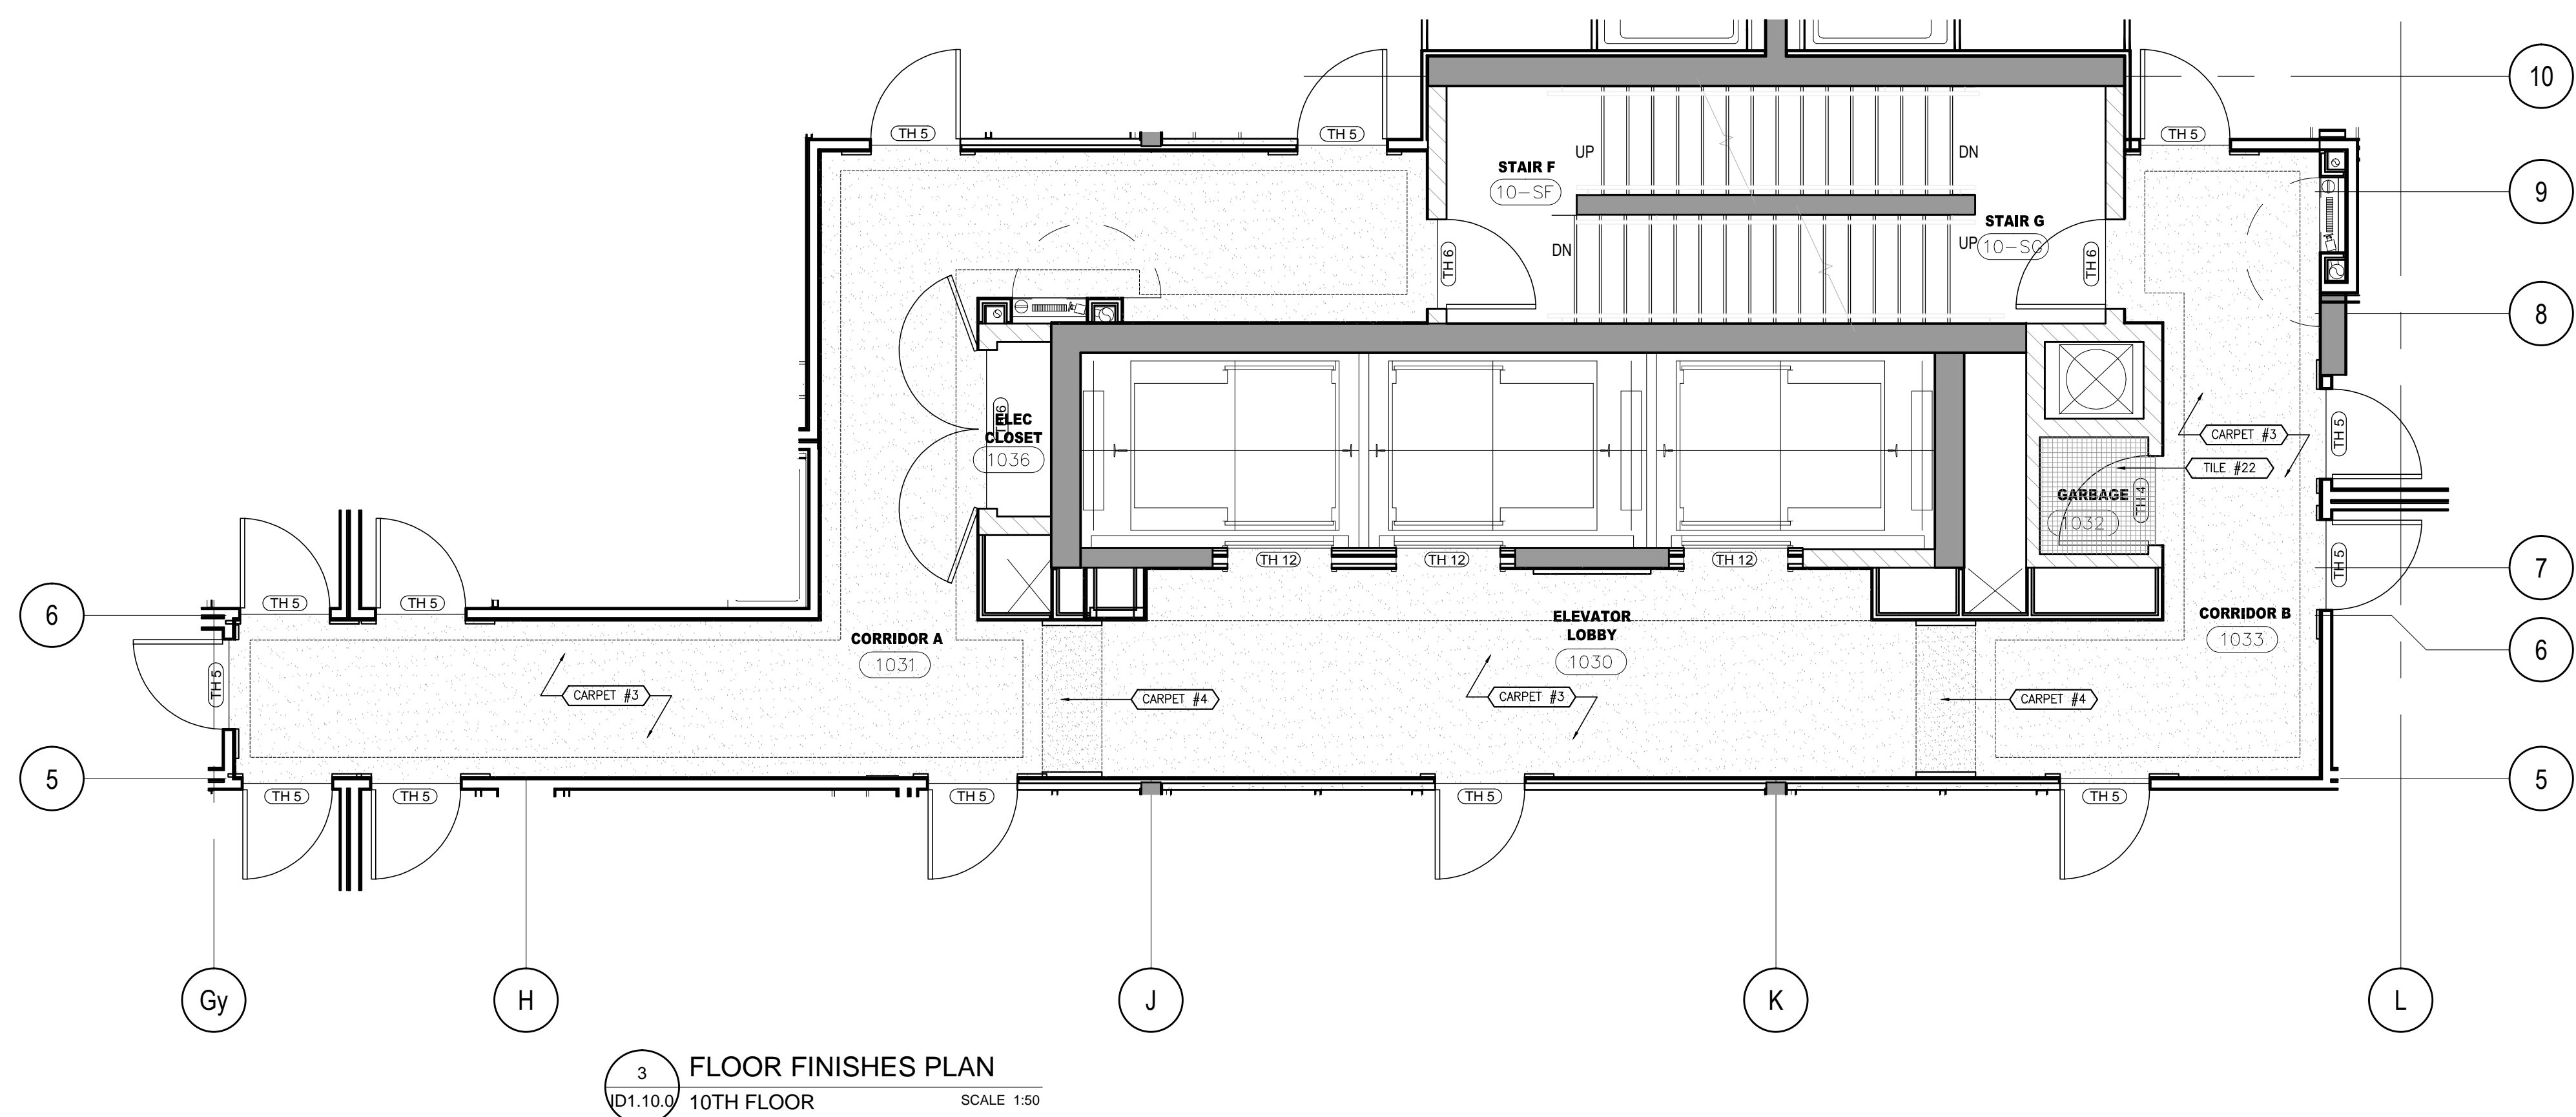 10
TH 5
TH 5
TH 5
UP
DN
STAIR F
10-SF
9
STAIR G
UP
10-SG
DN
TH 6
TH 6
8
TH 6
ELEC
CLOSET
1036
CARPET #3
TH 5
TILE #22
GARBAGE
TH 4
1032
TH 12
TH 12
TH 12
7
TH 5
6
TH 5
TH 5
ELEVATOR
LOBBY
1030
CORRIDOR B
1033
CORRIDOR A
1031
6
TH 5
CARPET #3
CARPET #4
CARPET #3
CARPET #4
5
TH 5
TH 5
TH 5
TH 5
TH 5
5
Gy
H
J
K
L
3
FLOOR FINISHES PLAN
ID1.10.0
10TH FLOOR
SCALE 1:50